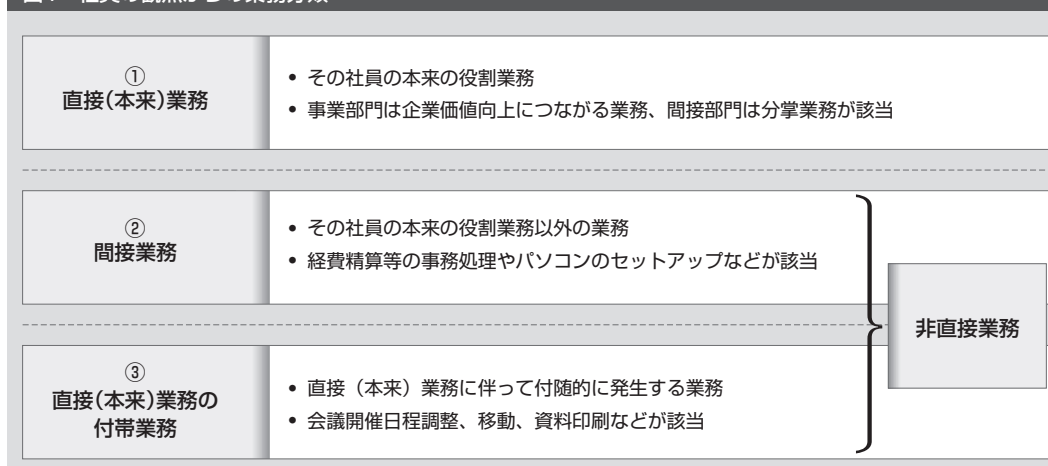 ①
直接(本来)業務
• その社員の本来の役割業務
• 事業部門は企業価値向上につながる業務、間接部門は分掌業務が該当
②
間接業務
• その社員の本来の役割業務以外の業務
• 経費精算等の事務処理やパソコンのセットアップなどが該当
非直接業務
③
直接(本来)業務の
付帯業務
• 直接（本来）業務に伴って付随的に発生する業務
• 会議開催日程調整、移動、資料印刷などが該当